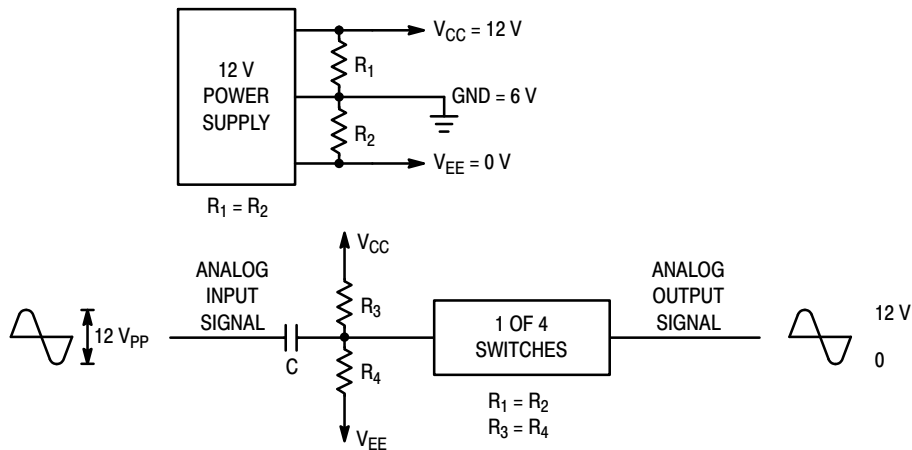 12 V
POWER
SUPPLY
V_CC = 12 V
R_1
GND = 6 V
R_2
V_EE = 0 V
R_1 = R_2
12 V_PP
ANALOG
INPUT
SIGNAL
C
V_CC
R_3
R_4
V_EE
1 OF 4
SWITCHES
R_1 = R_2
R_3 = R_4
ANALOG
OUTPUT
SIGNAL
12 V
0